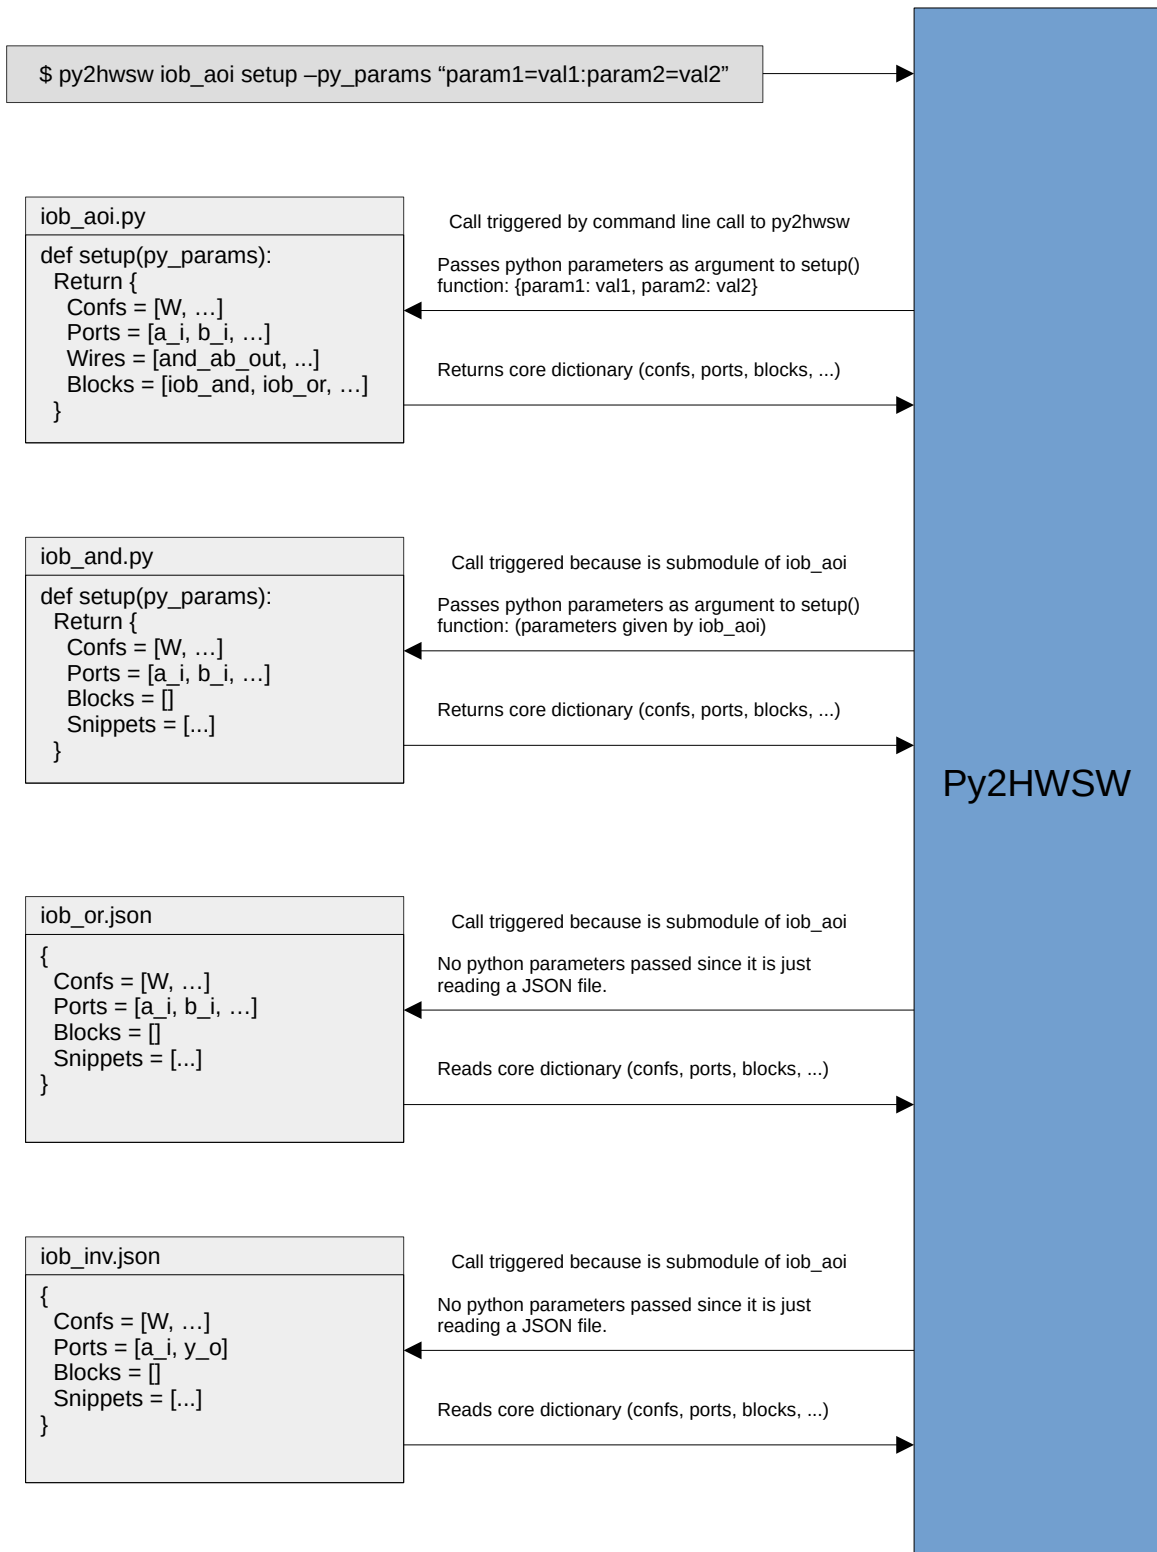 $ py2hwsw iob_aoi setup –py_params “param1=val1:param2=val2”
iob_aoi.py
def setup(py_params):
Return {
Confs = [W, …]
Ports = [a_i, b_i, …]
Wires = [and_ab_out, ...]
Blocks = [iob_and, iob_or, …]
}
Call triggered by command line call to py2hwsw
Passes python parameters as argument to setup()
function: {param1: val1, param2: val2}
Returns core dictionary (confs, ports, blocks, ...)
iob_and.py
def setup(py_params):
Return {
Confs = [W, …]
Ports = [a_i, b_i, …]
Blocks = []
Snippets = [...]
}
Call triggered because is submodule of iob_aoi
Passes python parameters as argument to setup()
function: (parameters given by iob_aoi)
Returns core dictionary (confs, ports, blocks, ...)
Py2HWSW
iob_or.json
{
Confs = [W, …]
Ports = [a_i, b_i, …]
Blocks = []
Snippets = [...]
}
Call triggered because is submodule of iob_aoi
No python parameters passed since it is just
reading a JSON file.
Reads core dictionary (confs, ports, blocks, ...)
iob_inv.json
{
Confs = [W, …]
Ports = [a_i, y_o]
Blocks = []
Snippets = [...]
}
Call triggered because is submodule of iob_aoi
No python parameters passed since it is just
reading a JSON file.
Reads core dictionary (confs, ports, blocks, ...)